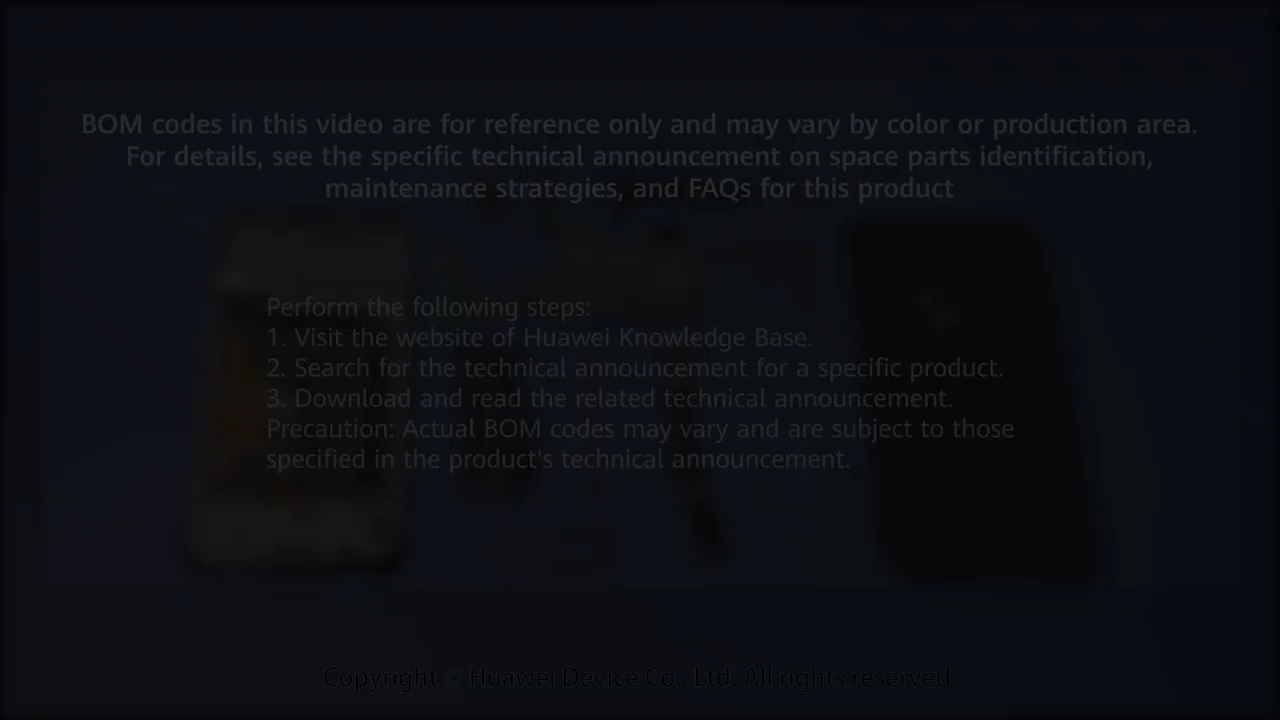 BOM codes in this video are for reference only and may vary by color or production area.
For details, see the specific technical announcement on space parts identification,
maintenance strategies, and FAQs for this product
Perform the following steps:
1. Visit the website of Huawei Knowledge Base.
2. Search for the technical announcement for a specific product.
3. Download and read the related technical announcement.
Precaution: Actual BOM codes may vary and are subject to those
specified in the product's technical announcement.
Copyright © Huawei Device Co., Ltd. All rights reserved.